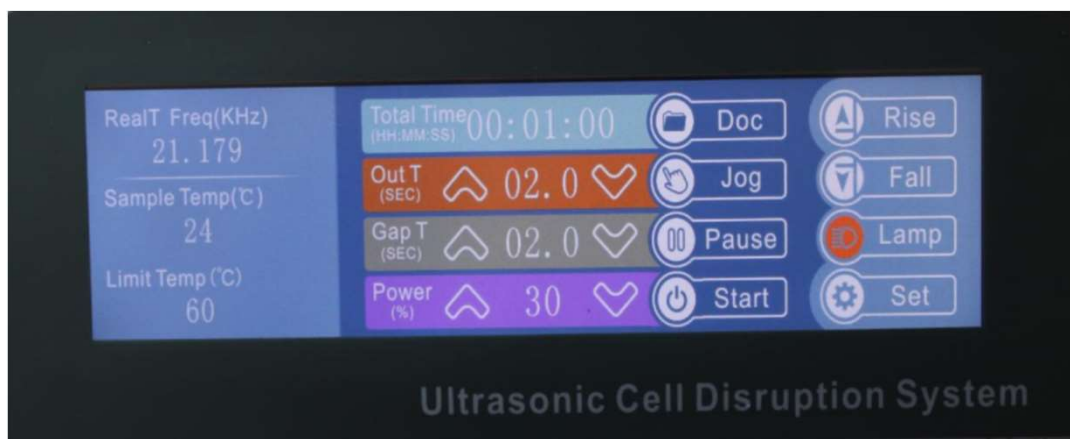 RealT Freq(KHz)
21.179
Sample Temp(℃)
24
Limit Temp (℃)
60
Total Time
(HH:MM:SS)
00:01:00
Out T
(SEC)
02.0
Gap T
(SEC)
02.0
Power
(%)
30
Doc
Jog
Pause
Start
Rise
Fall
Lamp
Set
Ultrasonic Cell Disruption System